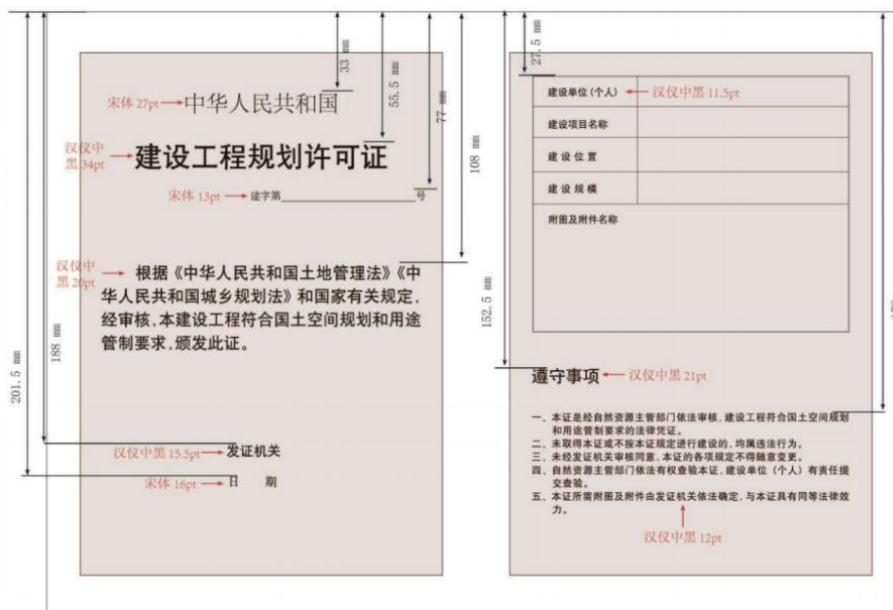 33 mm
55.5 mm
77 mm
108 mm
188 mm
201.5 mm
宋体 27pt
中华人民共和国
汉仪中
黑 34pt
建设工程规划许可证
宋体 13pt
建字第 号
汉仪中
黑 20pt
根据《中华人民共和国土地管理法》《中
华人民共和国城乡规划法》和国家有关规定，
经审核，本建设工程符合国土空间规划和用途
管制要求，颁发此证。
汉仪中黑 15.5pt
发证机关
宋体 16pt
日 期
27.5 mm
152.5 mm
建设单位(个人)
汉仪中黑 11.5pt
建设项目名称
建 设 位 置
建 设 规 模
附图及附件名称
遵守事项
汉仪中黑 21pt
一、本证是经自然资源主管部门依法审核，建设工程符合国土空间规划
和用途管制要求的法律凭证。
二、未取得本证或不按本证规定进行建设的，均属违法行为。
三、未经发证机关审核同意，本证的各项规定不得随意变更。
四、自然资源主管部门依法有权查验本证，建设单位（个人）有责任提
交查验。
五、本证所需附图及附件由发证机关依法确定，与本证具有同等法律效
力。
汉仪中黑 12pt